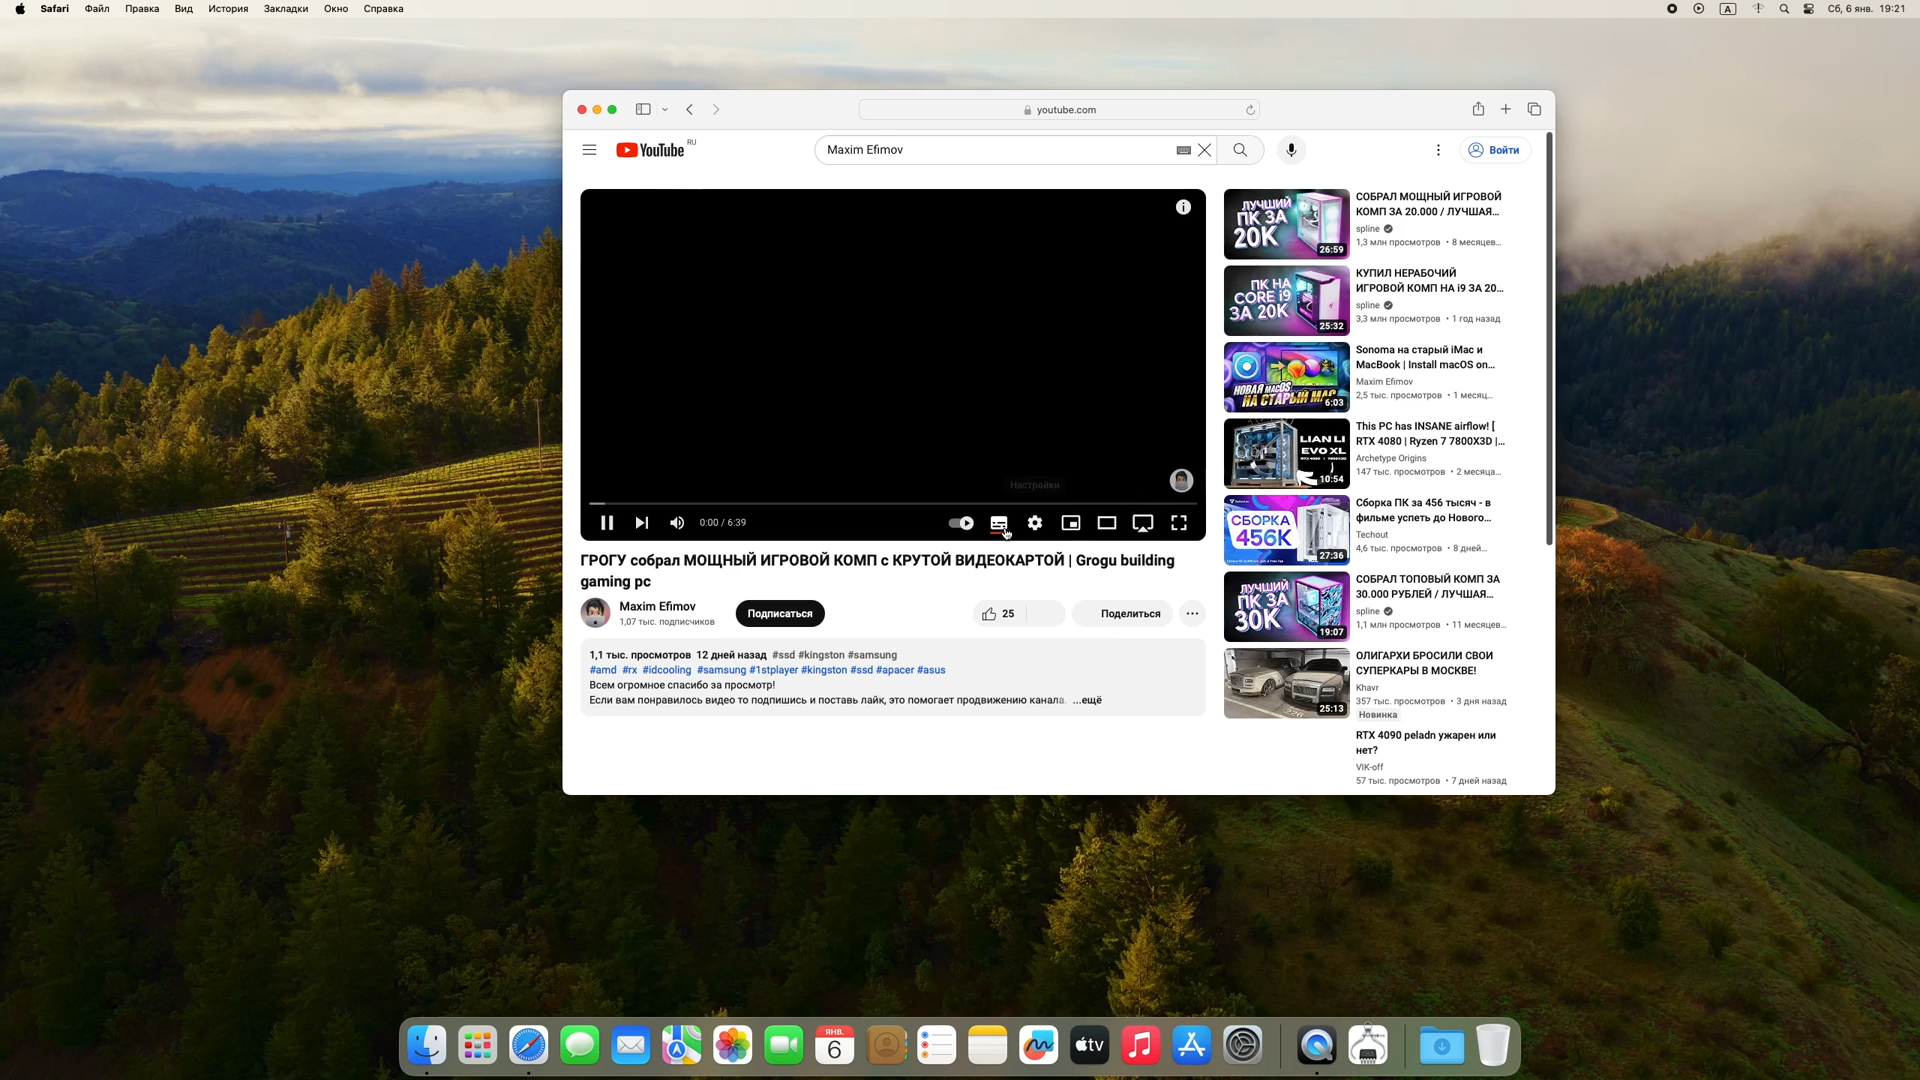 Safari Файл Правка Вид История Закладки Окно Справка
A Сб, 6 янв. 19:21
youtube.com
YouTube RU
Maxim Efimov
Войти
Настройки
0:00 / 6:39
ГРОГУ собрал МОЩНЫЙ ИГРОВОЙ КОМП с КРУТОЙ ВИДЕОКАРТОЙ | Grogu building
gaming pc
Maxim Efimov
1,07 тыс. подписчиков
Подписаться
25
Поделиться
1,1 тыс. просмотров 12 дней назад #ssd #kingston #samsung
#amd #rx #idcooling #samsung #1stplayer #kingston #ssd #apacer #asus
Всем огромное спасибо за просмотр!
Если вам понравилось видео то подпишись и поставь лайк, это помогает продвижению канала. ...ещё
ЛУЧШИЙ
ПК ЗА
20K
26:59
СОБРАЛ МОЩНЫЙ ИГРОВОЙ
КОМП ЗА 20.000 / ЛУЧШАЯ...
spline
1,3 млн просмотров • 8 месяцев...
ПК НА
CORE i9
ЗА 20K
25:32
КУПИЛ НЕРАБОЧИЙ
ИГРОВОЙ КОМП НА i9 ЗА 20...
spline
3,3 млн просмотров • 1 год назад
НОВАЯ macOS
НА СТАРЫЙ MAC
6:03
Sonoma на старый iMac и
MacBook | Install macOS on...
Maxim Efimov
2,5 тыс. просмотров • 1 месяц...
LIAN LI
EVO XL
10:54
This PC has INSANE airflow! [
RTX 4080 | Ryzen 7 7800X3D |...
Archetype Origins
147 тыс. просмотров • 2 месяца...
СБОРКА
456K
27:36
Сборка ПК за 456 тысяч - в
фильме успеть до Нового...
Techout
4,6 тыс. просмотров • 8 дней...
ЛУЧШИЙ
ПК ЗА
30K
19:07
СОБРАЛ ТОПОВЫЙ КОМП ЗА
30.000 РУБЛЕЙ / ЛУЧШАЯ...
spline
1,1 млн просмотров • 11 месяцев...
25:13
ОЛИГАРХИ БРОСИЛИ СВОИ
СУПЕРКАРЫ В МОСКВЕ!
Khavr
357 тыс. просмотров • 3 дня назад
Новинка
RTX 4090 peladn ужарен или
нет?
VIK-off
57 тыс. просмотров • 7 дней назад
ЯНВ.
6
tv